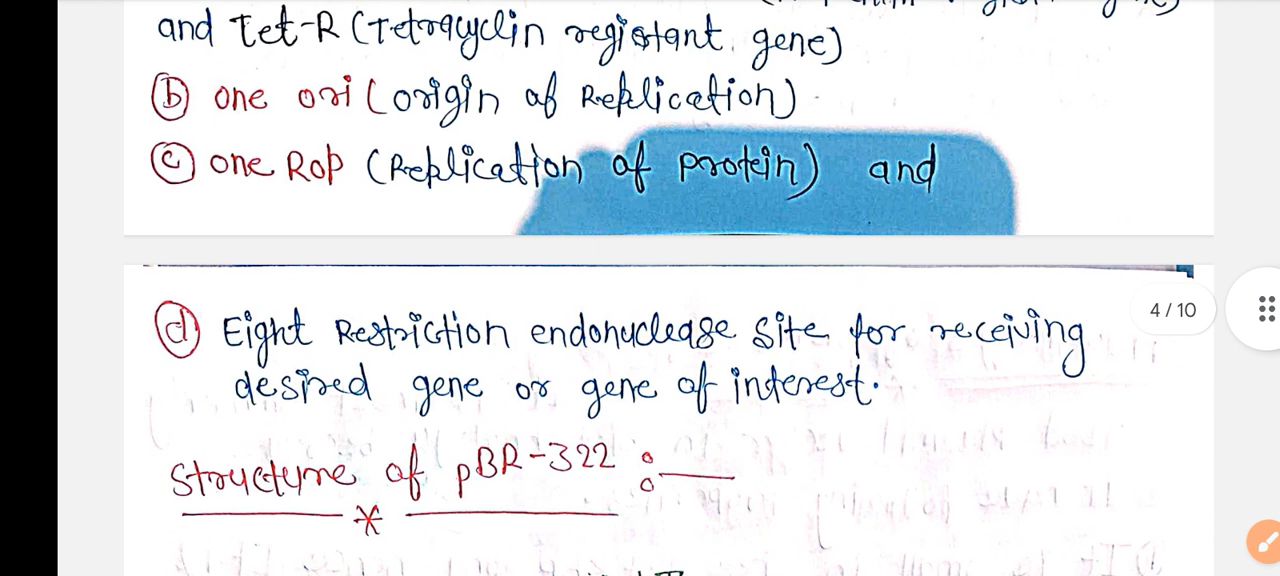 and Tet-R (Tetracyclin registant gene)
ⓑ one ori (origin of Replication)
ⓒ one Rop (Replication of protein) and
4 / 10
ⓓ Eight Restriction endonuclease site for receiving
desired gene or gene of interest.
Structure of pBR-322 :—